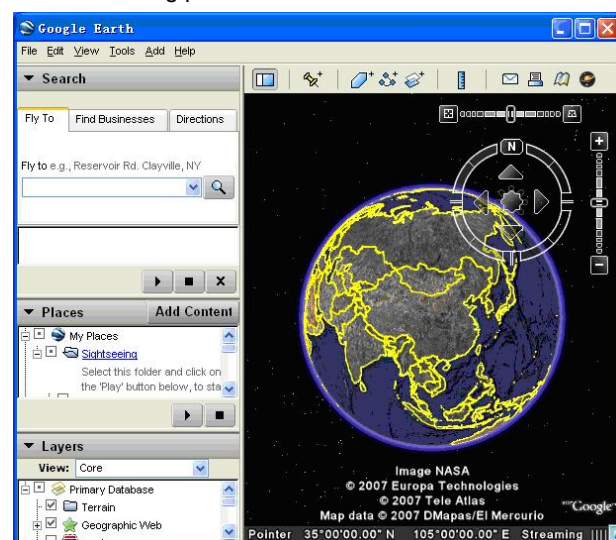 Google Earth
File Edit View Tools Add Help
Search
Fly To Find Businesses Directions
Fly to e.g., Reservoir Rd. Clayville, NY
Places Add Content
My Places
Sightseeing
Select this folder and click on
the 'Play' button below, to sta
Layers
View: Core
Primary Database
Terrain
Geographic Web
N
Image NASA
© 2007 Europa Technologies
© 2007 Tele Atlas
Map data © 2007 DMapas/El Mercurio
Google
Pointer 35°00'00.00" N 105°00'00.00" E Streaming